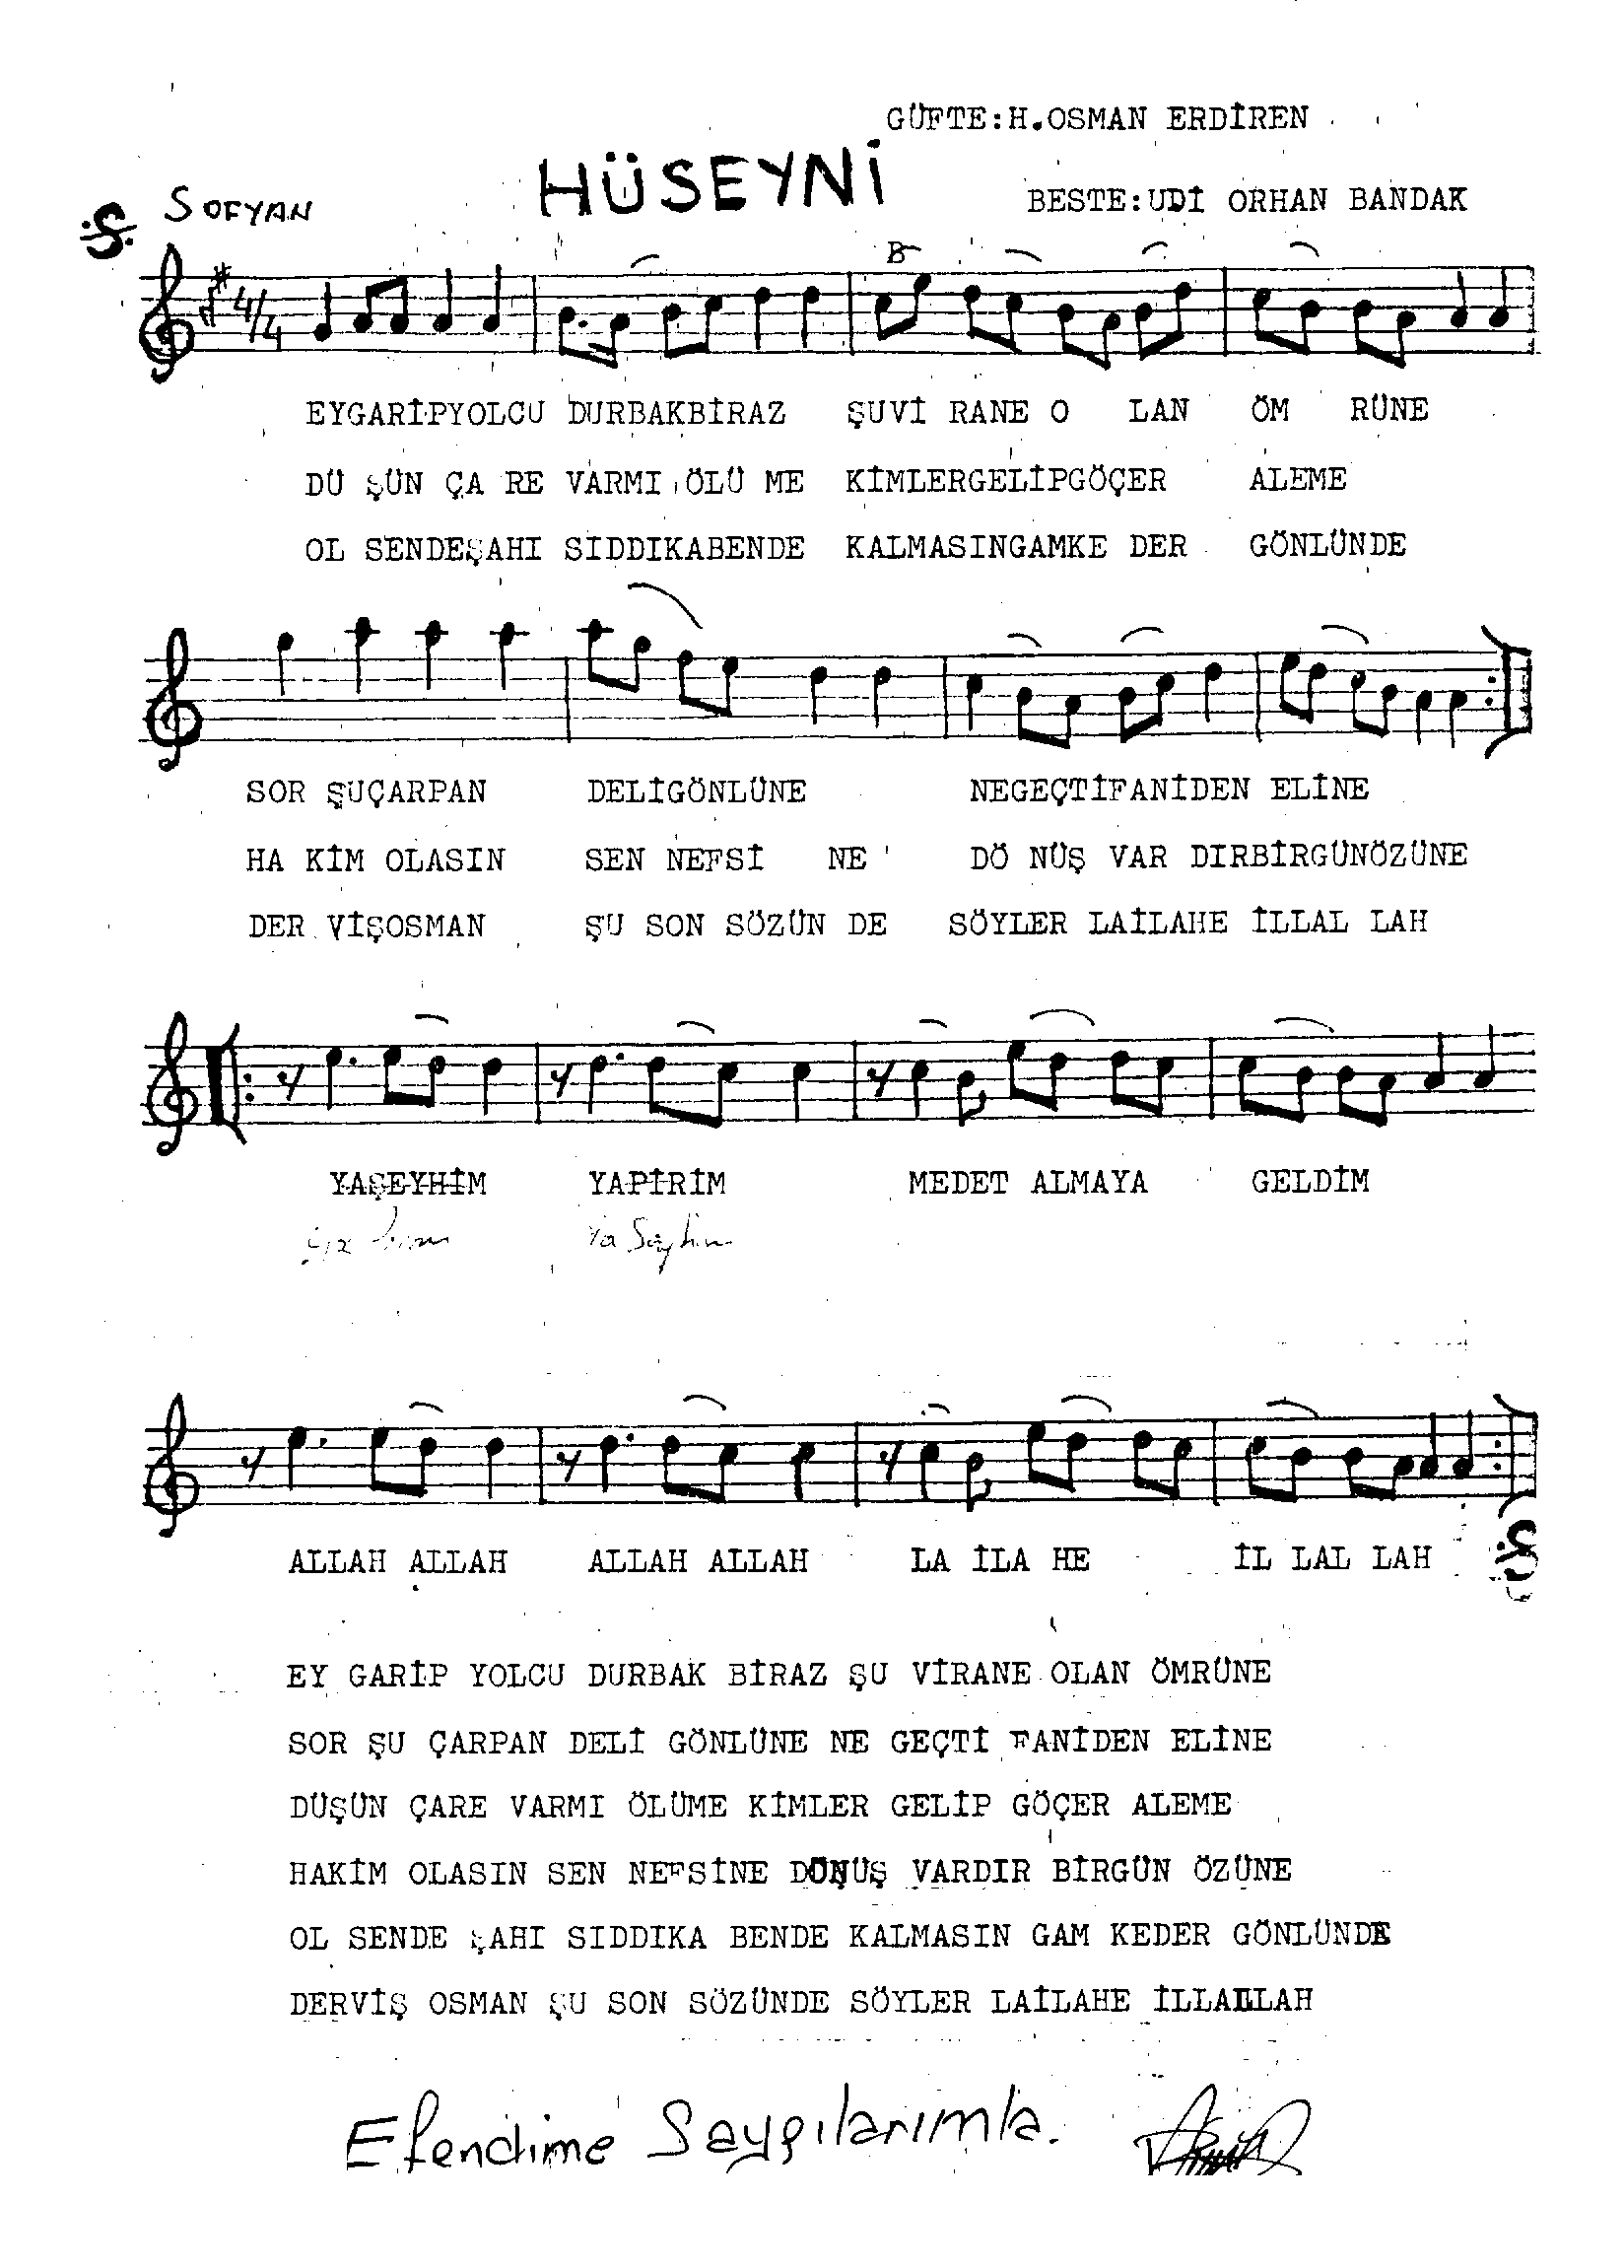 GÜFTE:H.OSMAN ERDİREN
HÜSEYNİ
SOFYAN
BESTE:UDİ ORHAN BANDAK
4/4
EYGARİPYOLCU DURBAKBİRAZ ŞUVİ RANE O LAN ÖM RÜNE
DÜ ŞÜN ÇA RE VARMI ÖLÜ ME KİMLERGELİPGÖÇER ALEME
OL SENDEŞAHI SIDDIKABENDE KALMASINGAMKE DER GÖNLÜNDE
SOR ŞUÇARPAN DELİGÖNLÜNE NEGEÇTİFANİDEN ELİNE
HA KİM OLASIN SEN NEFSİ NE DÖ NÜŞ VAR DIRBİRGÜNÖZÜNE
DER VİŞOSMAN ŞU SON SÖZÜN DE SÖYLER LAİLAHE İLLAL LAH
YAŞEYHİM YAPİRİM MEDET ALMAYA GELDİM
Ya Şeyhim
ALLAH ALLAH ALLAH ALLAH LA İLA HE İL LAL LAH
EY GARİP YOLCU DURBAK BİRAZ ŞU VİRANE OLAN ÖMRÜNE
SOR ŞU ÇARPAN DELİ GÖNLÜNE NE GEÇTİ FANİDEN ELİNE
DÜŞÜN ÇARE VARMI ÖLÜME KİMLER GELİP GÖÇER ALEME
HAKİM OLASIN SEN NEFSİNE DÖNÜŞ VARDIR BİRGÜN ÖZÜNE
OL SENDE ŞAHI SIDDIKA BENDE KALMASIN GAM KEDER GÖNLÜNDE
DERVİŞ OSMAN ŞU SON SÖZÜNDE SÖYLER LAİLAHE İLLALLAH
Efendime Saygılarımla.